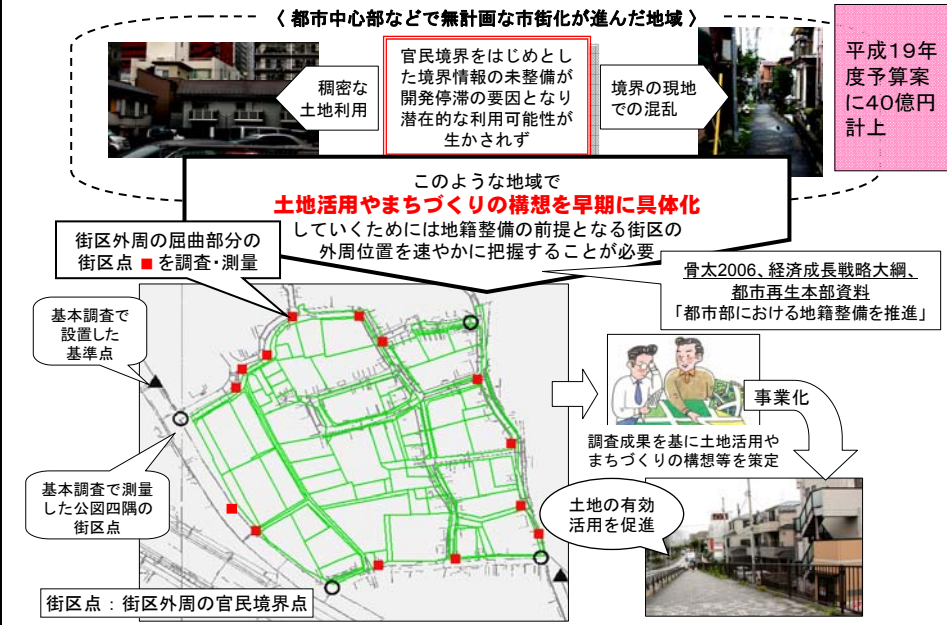 〈 都市中心部などで無計画な市街化が進んだ地域 〉
稠密な
土地利用
官民境界をはじめとし
た境界情報の未整備が
開発停滞の要因となり
潜在的な利用可能性が
生かされず
境界の現地
での混乱
平成19年
度予算案
に40億円
計上
このような地域で
土地活用やまちづくりの構想を早期に具体化
していくためには地籍整備の前提となる街区の
外周位置を速やかに把握することが必要
街区外周の屈曲部分の
街区点 ■ を調査・測量
骨太2006、経済成長戦略大綱、
都市再生本部資料
「都市部における地籍整備を推進」
基本調査で
設置した
基準点
基本調査で測量
した公図四隅の
街区点
街区点 : 街区外周の官民境界点
事業化
調査成果を基に土地活用や
まちづくりの構想等を策定
土地の有効
活用を促進